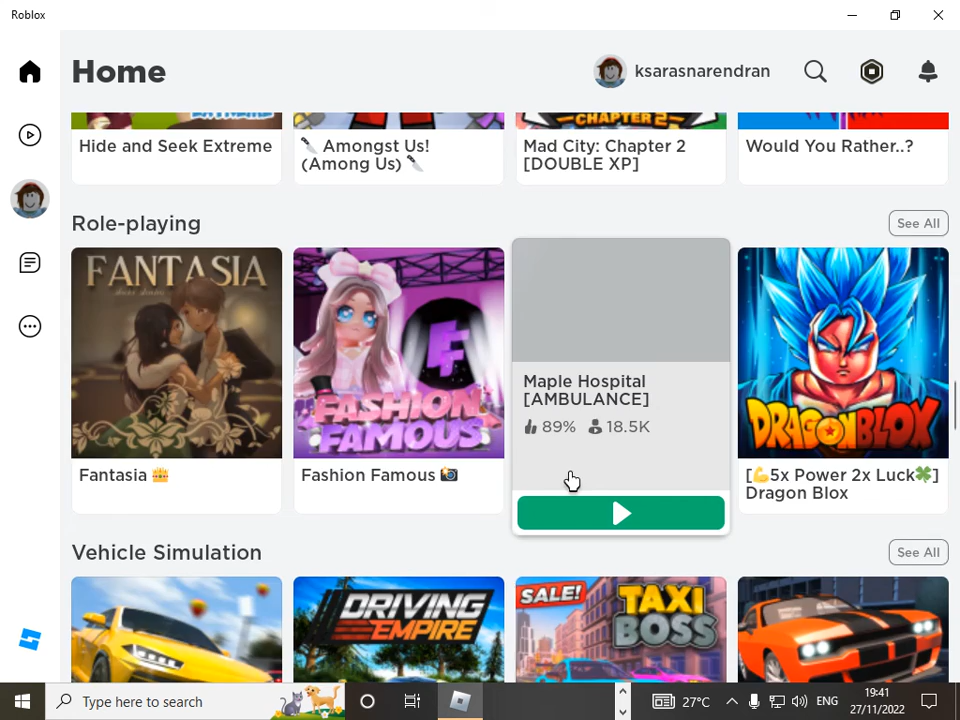 Roblox
Home
ksarasnarendran
CHAPTER 2
Hide and Seek Extreme
🔪 Amongst Us!
(Among Us) 🔪
Mad City: Chapter 2
[DOUBLE XP]
Would You Rather..?
Role-playing
See All
FANTASIA
FF
FASHION
FAMOUS
DRAGON BLOX
Maple Hospital
[AMBULANCE]
89% 18.5K
Fantasia 👑
Fashion Famous 📸
[💪5x Power 2x Luck🍀]
Dragon Blox
Vehicle Simulation
See All
DRIVING
EMPIRE
SALE!
TAXI
BOSS
Type here to search
27°C
ENG
19:41
27/11/2022